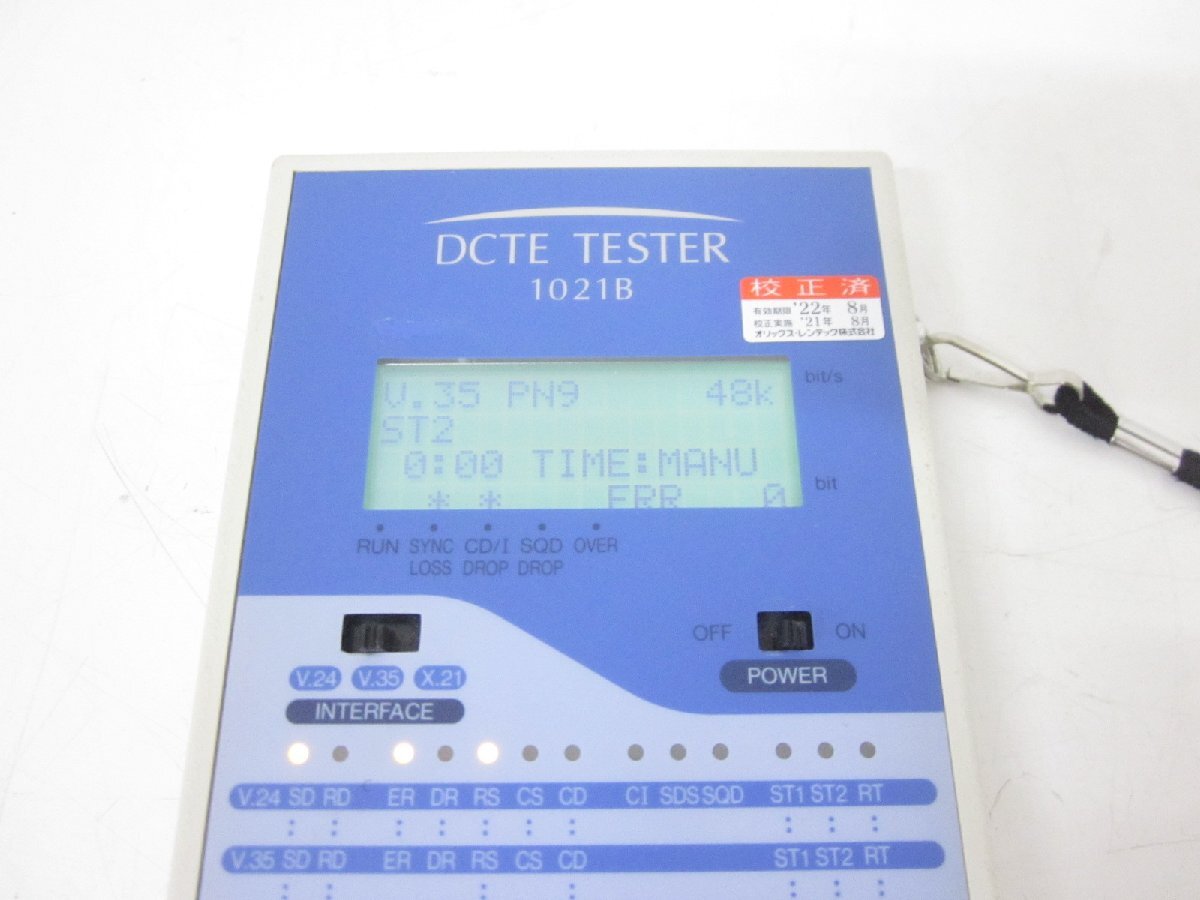 DCTE TESTER
1021B
校正済
有効期限 '22年 8月
校正実施 '21年 8月
オリックス・レンテック株式会社
bit/s
V.35 PN9 48k
ST2
0:00 TIME:MANU
* * ERR 0
bit
RUN SYNC LOSS CD/I DROP SQD DROP OVER
OFF ON
POWER
V.24 V.35 X.21
INTERFACE
V.24 SD RD ER DR RS CS CD CI SDS SQD ST1 ST2 RT
V.35 SD RD ER DR RS CS CD ST1 ST2 RT